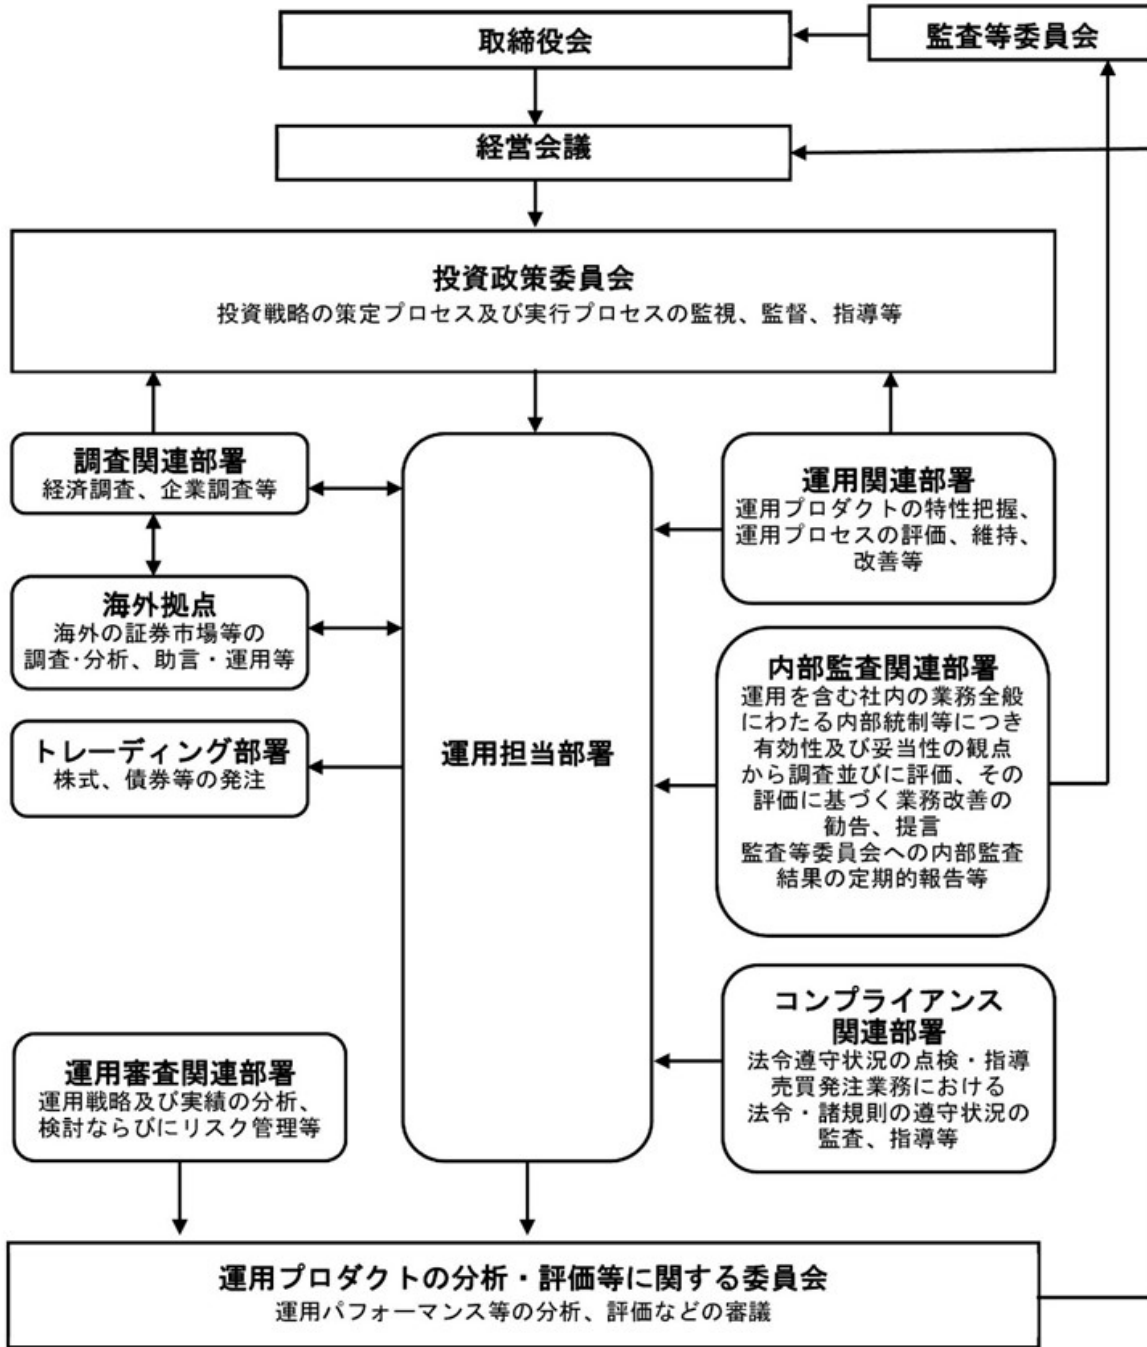 取締役会
監査等委員会
経営会議
投資政策委員会
投資戦略の策定プロセス及び実行プロセスの監視、監督、指導等
調査関連部署
経済調査、企業調査等
海外拠点
海外の証券市場等の
調査･分析、助言・運用等
トレーディング部署
株式、債券等の発注
運用担当部署
運用関連部署
運用プロダクトの特性把握、
運用プロセスの評価、維持、
改善等
内部監査関連部署
運用を含む社内の業務全般
にわたる内部統制等につき
有効性及び妥当性の観点
から調査並びに評価、その
評価に基づく業務改善の
勧告、提言
監査等委員会への内部監査
結果の定期的報告等
コンプライアンス
関連部署
法令遵守状況の点検・指導
売買発注業務における
法令・諸規則の遵守状況の
監査、指導等
運用審査関連部署
運用戦略及び実績の分析、
検討ならびにリスク管理等
運用プロダクトの分析・評価等に関する委員会
運用パフォーマンス等の分析、評価などの審議